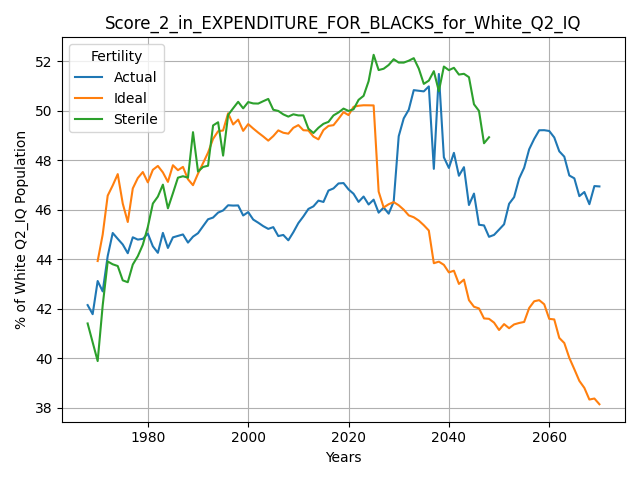 Score_2_in_EXPENDITURE_FOR_BLACKS_for_White_Q2_IQ
Fertility
Actual
Ideal
Sterile
% of White Q2_IQ Population
52
50
48
46
44
42
40
38
1980
2000
2020
2040
2060
Years